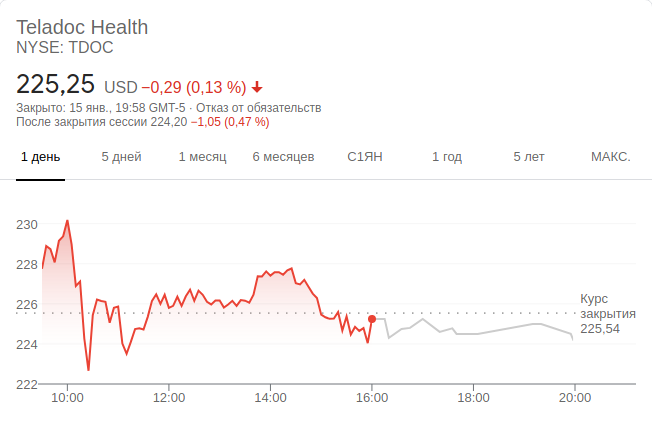 Teladoc Health
NYSE: TDOC
225,25 USD −0,29 (0,13 %)
Закрыто: 15 янв., 19:58 GMT-5 · Отказ от обязательств
После закрытия сессии 224,20 −1,05 (0,47 %)
1 день 5 дней 1 месяц 6 месяцев С1ЯН 1 год 5 лет МАКС.
230
228
226
224
222
Курс
закрытия
225,54
10:00 12:00 14:00 16:00 18:00 20:00